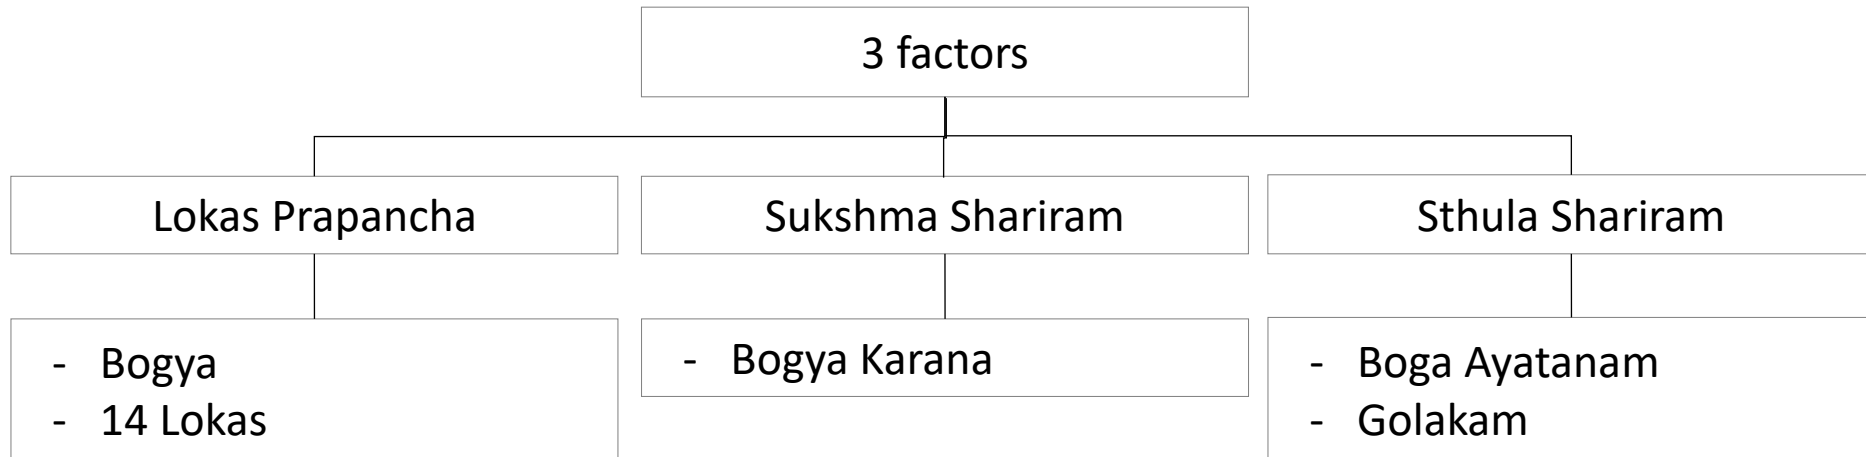 3 factors
Lokas Prapancha
Sukshma Shariram
Sthula Shariram
- Bogya
- 14 Lokas
- Bogya Karana
- Boga Ayatanam
- Golakam